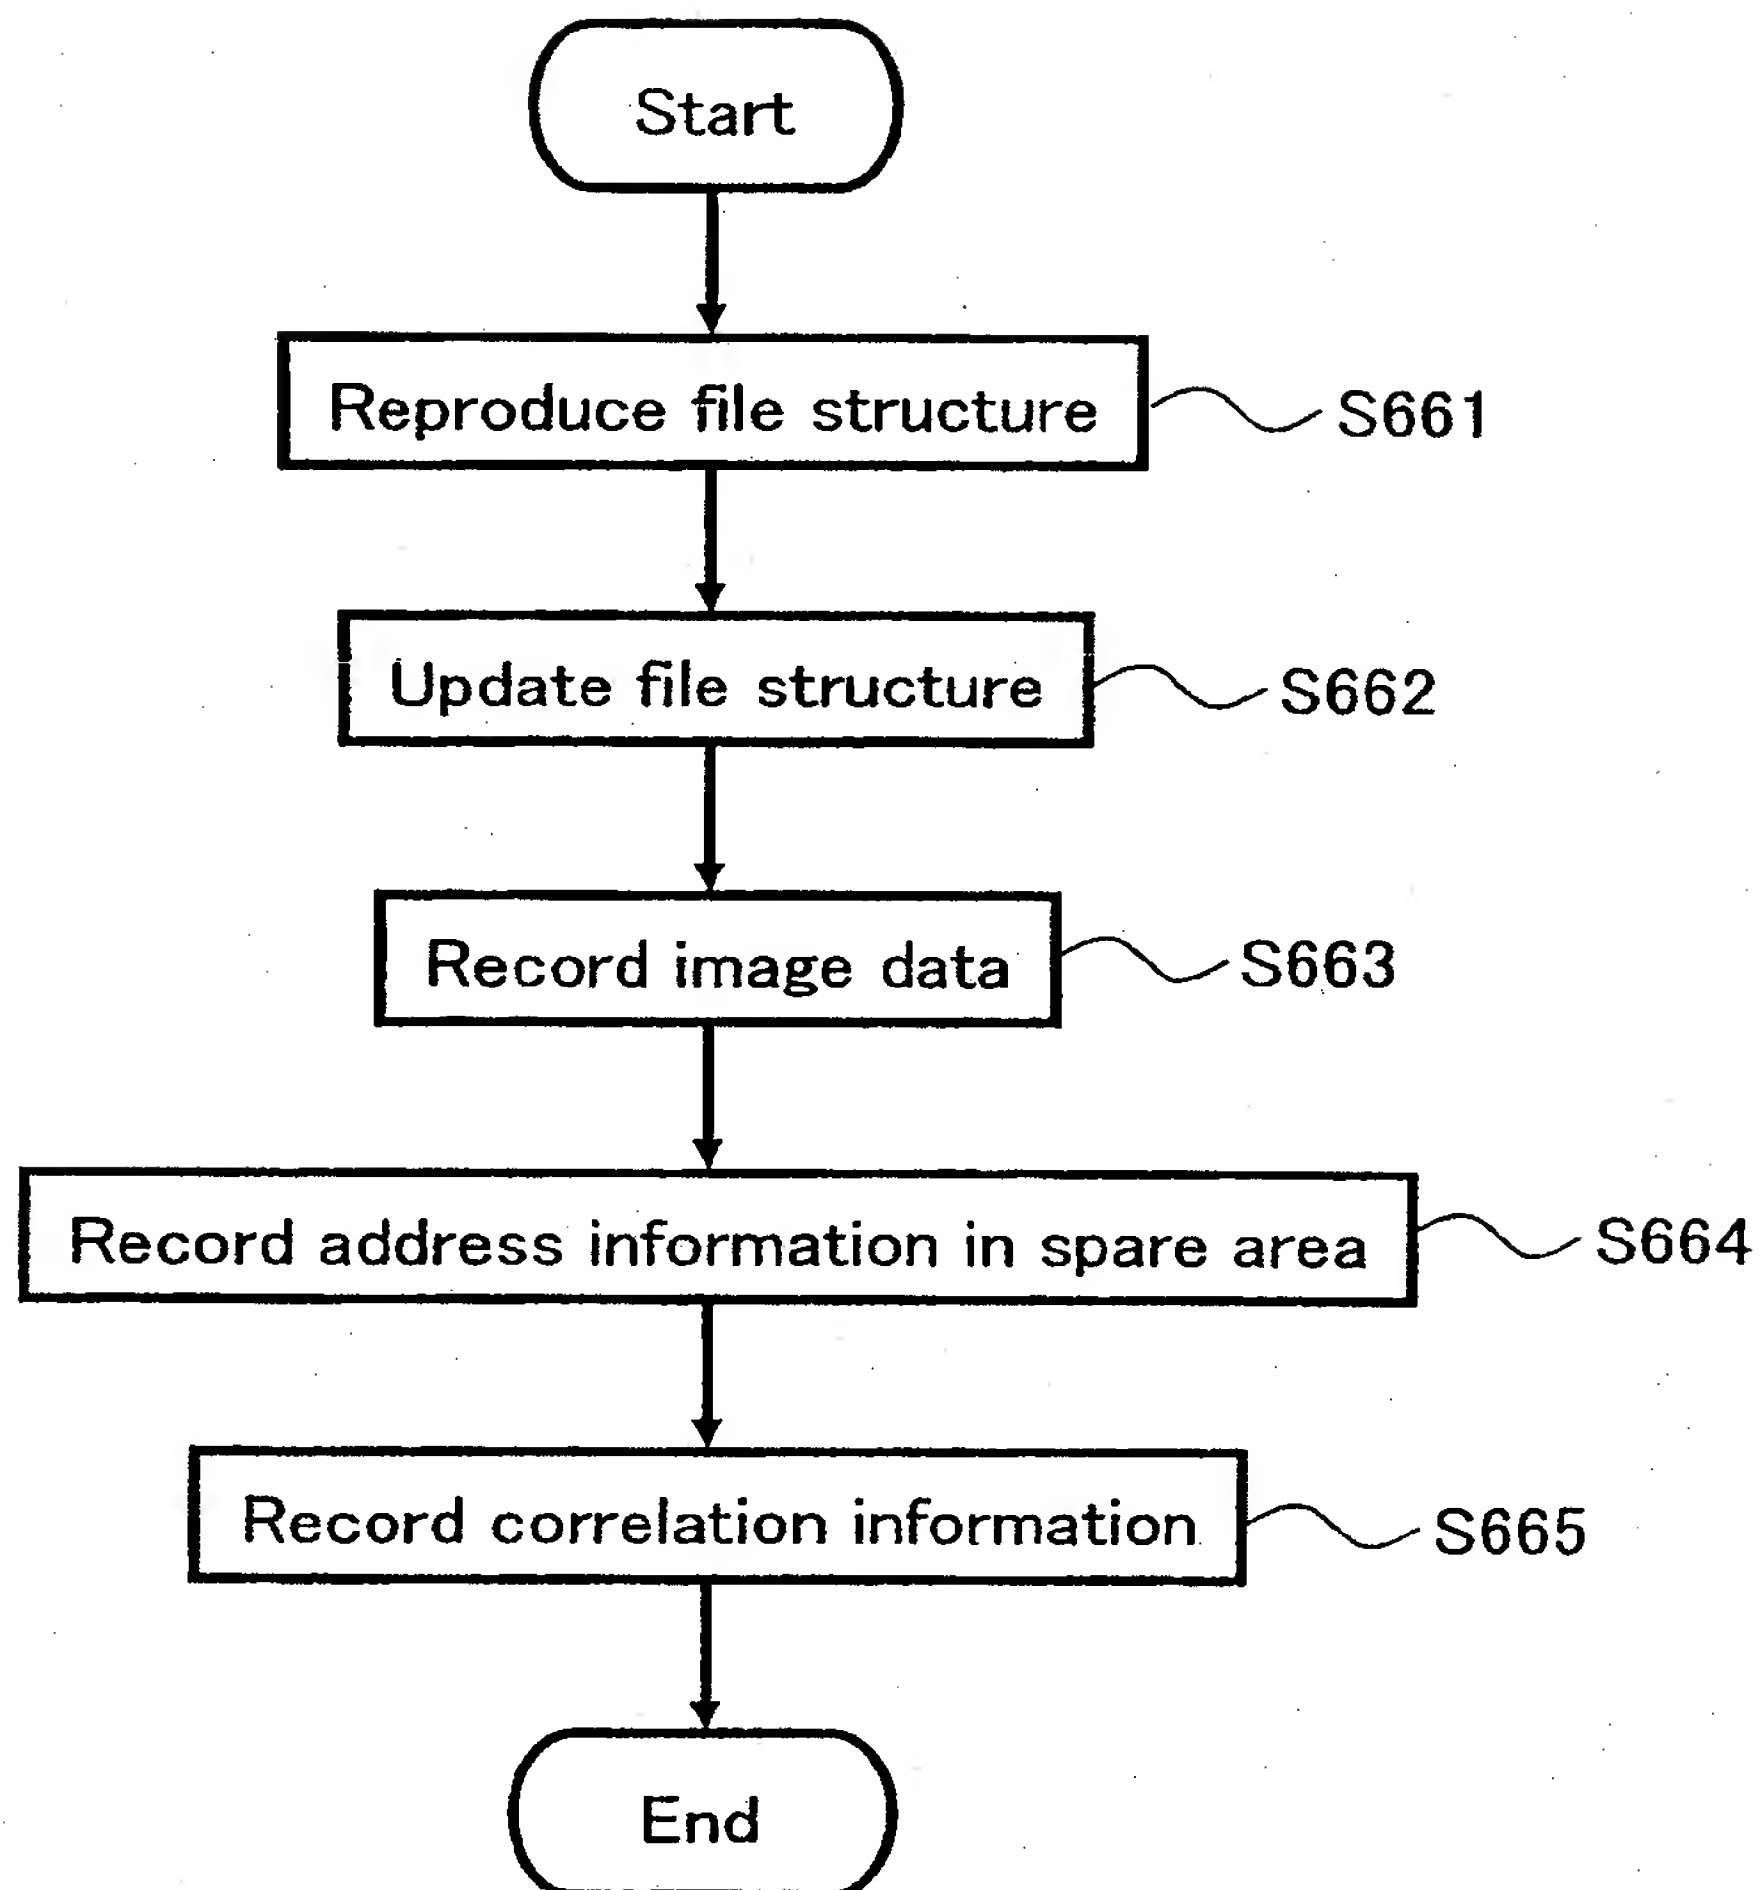 Start
Reproduce file structure
S661
Update file structure
S662
Record image data
S663
Record address information in spare area
S664
Record correlation information
S665
End